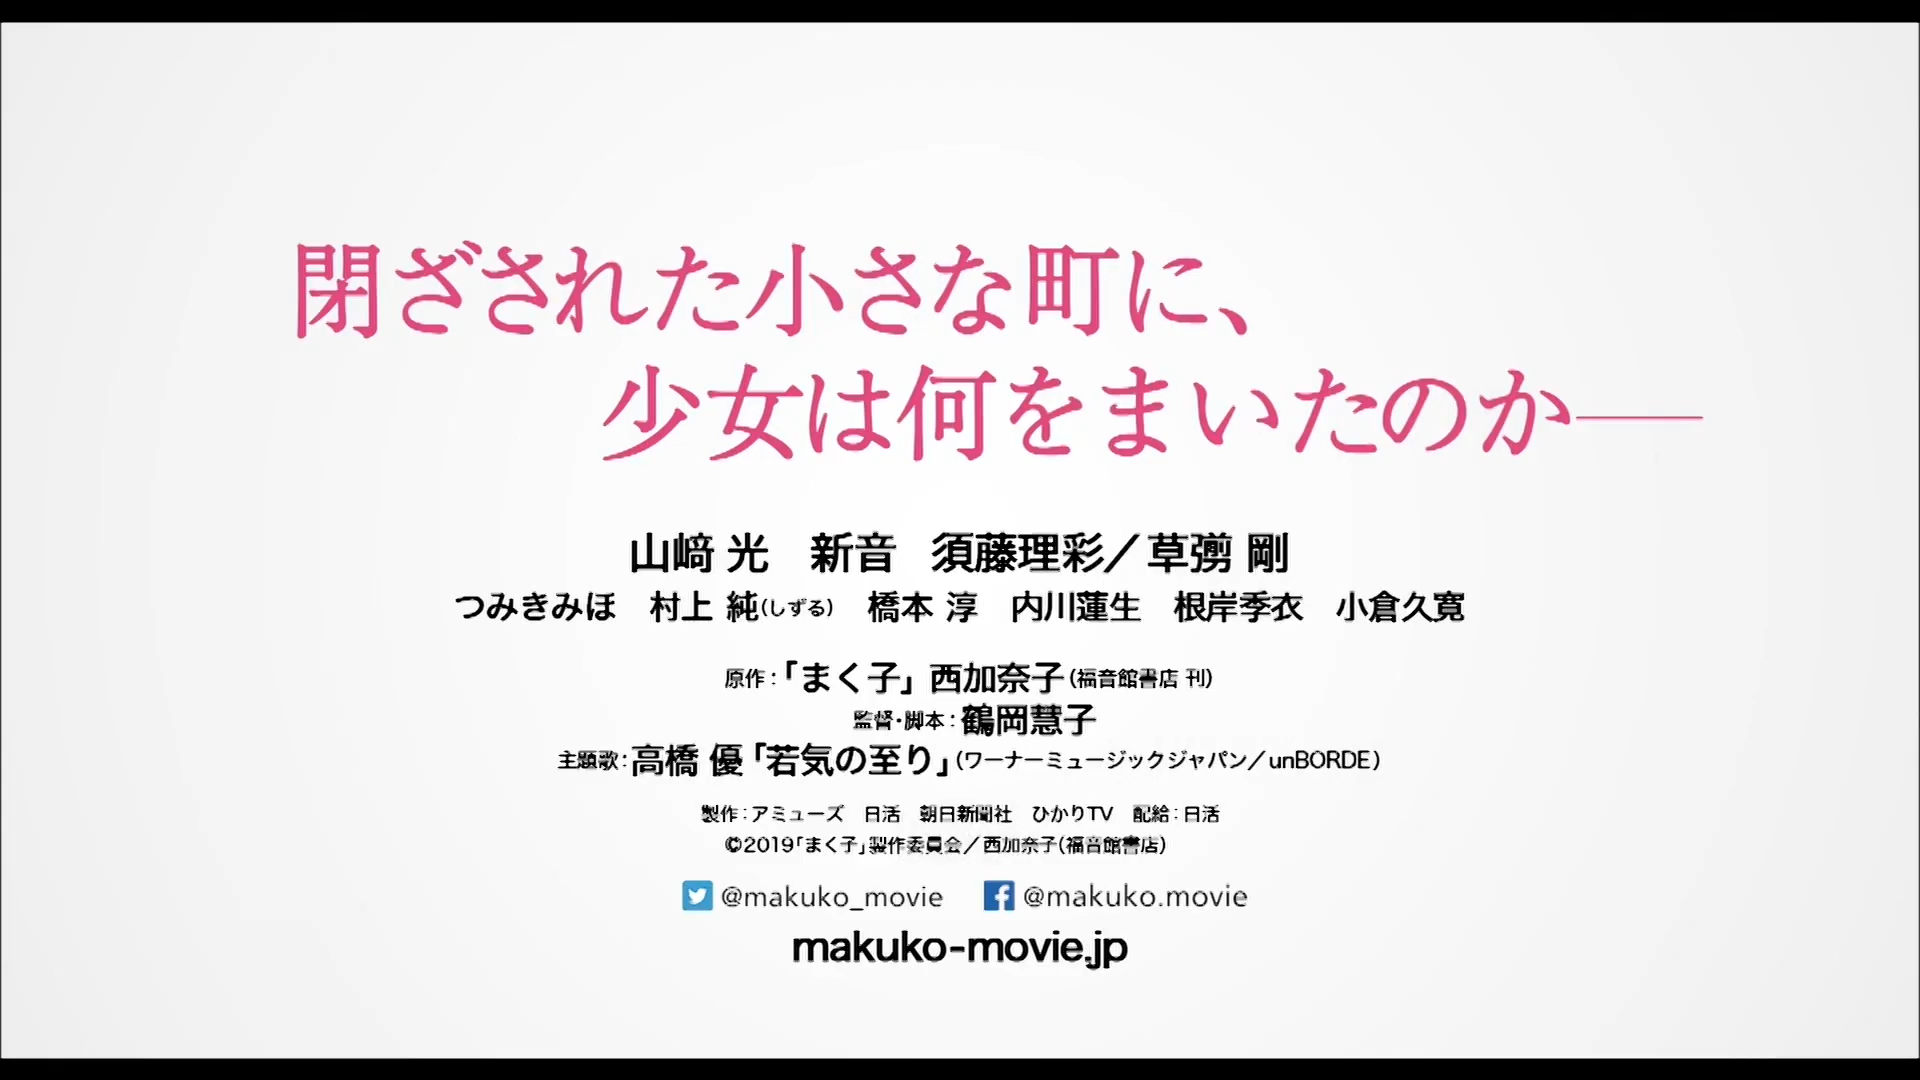 閉ざされた小さな町に、
少女は何をまいたのか――
山﨑 光　新音　須藤理彩／草彅 剛
つみきみほ　村上 純(しずる)　橋本 淳　内川蓮生　根岸季衣　小倉久寛
原作:「まく子」西加奈子(福音館書店 刊)
監督・脚本:鶴岡慧子
主題歌:高橋 優「若気の至り」(ワーナーミュージックジャパン／unBORDE)
製作:アミューズ　日活　朝日新聞社　ひかりTV　配給:日活
©2019「まく子」製作委員会／西加奈子(福音館書店)
@makuko_movie　@makuko.movie
makuko-movie.jp